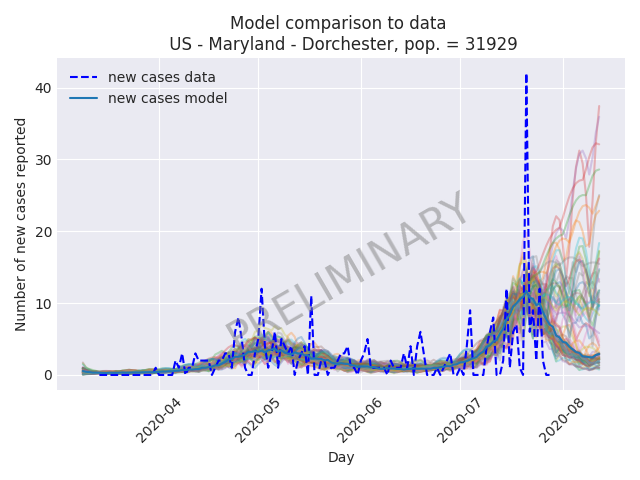 Model comparison to data
US - Maryland - Dorchester, pop. = 31929
new cases data
new cases model
Number of new cases reported
40
30
20
10
0
PRELIMINARY
2020-04
2020-05
2020-06
2020-07
2020-08
Day